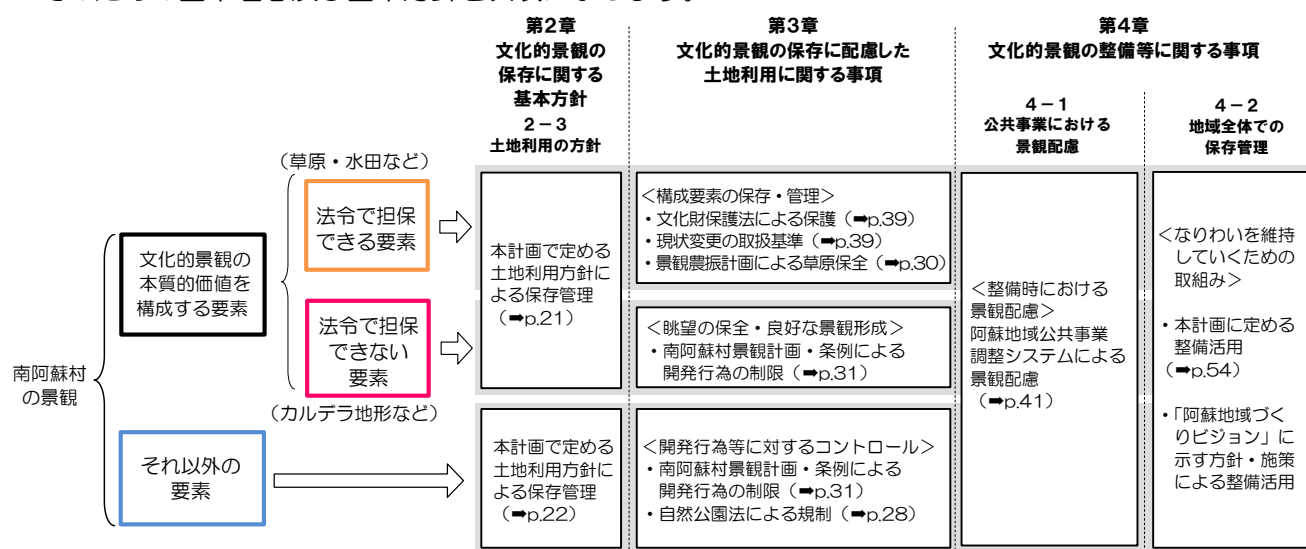 第2章
文化的景観の
保存に関する
基本方針
2-3
土地利用の方針
第3章
文化的景観の保存に配慮した
土地利用に関する事項
第4章
文化的景観の整備等に関する事項
4-1
公共事業における
景観配慮
4-2
地域全体での
保存管理
南阿蘇村
の景観
文化的景観の
本質的価値を
構成する要素
(草原・水田など)
法令で担保
できる要素
法令で担保
できない
要素
(カルデラ地形など)
それ以外の
要素
本計画で定める
土地利用方針に
よる保存管理
(➡p.21)
本計画で定める
土地利用方針に
よる保存管理
(➡p.22)
<構成要素の保存・管理>
・文化財保護法による保護(➡p.39)
・現状変更の取扱基準(➡p.39)
・景観農振計画による草原保全(➡p.30)
<眺望の保全・良好な景観形成>
・南阿蘇村景観計画・条例による
開発行為の制限(➡p.31)
<開発行為等に対するコントロール>
・南阿蘇村景観計画・条例による
開発行為の制限(➡p.31)
・自然公園法による規制(➡p.28)
<整備時における
景観配慮>
阿蘇地域公共事業
調整システムによる
景観配慮
(➡p.41)
<なりわいを維持
していくための
取組み>
・本計画に定める
整備活用
(➡p.54)
・「阿蘇地域づく
りビジョン」に
示す方針・施策
による整備活用